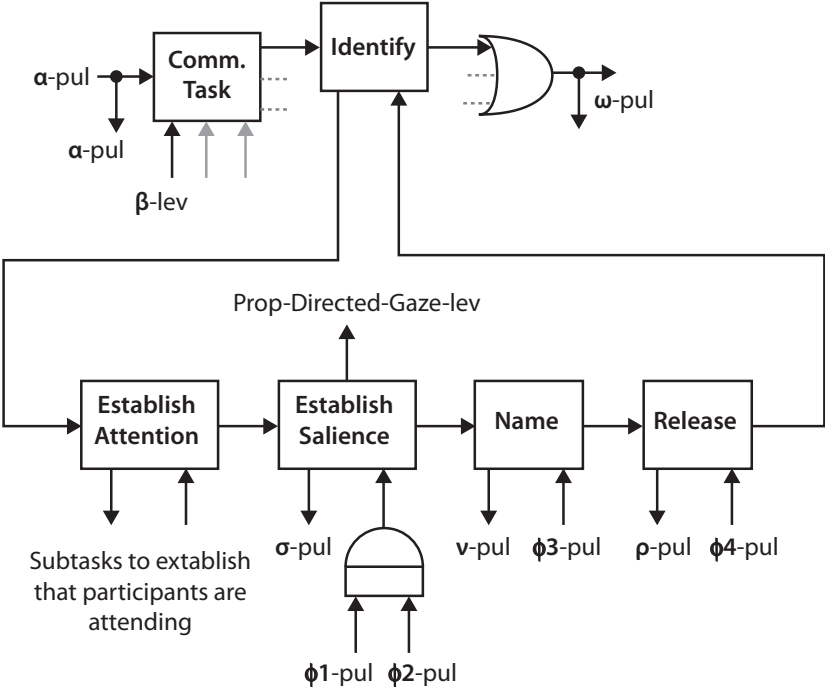 Comm.
Task
Identify
α-pul
α-pul
ω-pul
β-lev
Prop-Directed-Gaze-lev
Establish
Attention
Establish
Salience
Name
Release
Subtasks to extablish
that participants are
attending
σ-pul
ν-pul
ϕ3-pul
ρ-pul
ϕ4-pul
ϕ1-pul
ϕ2-pul